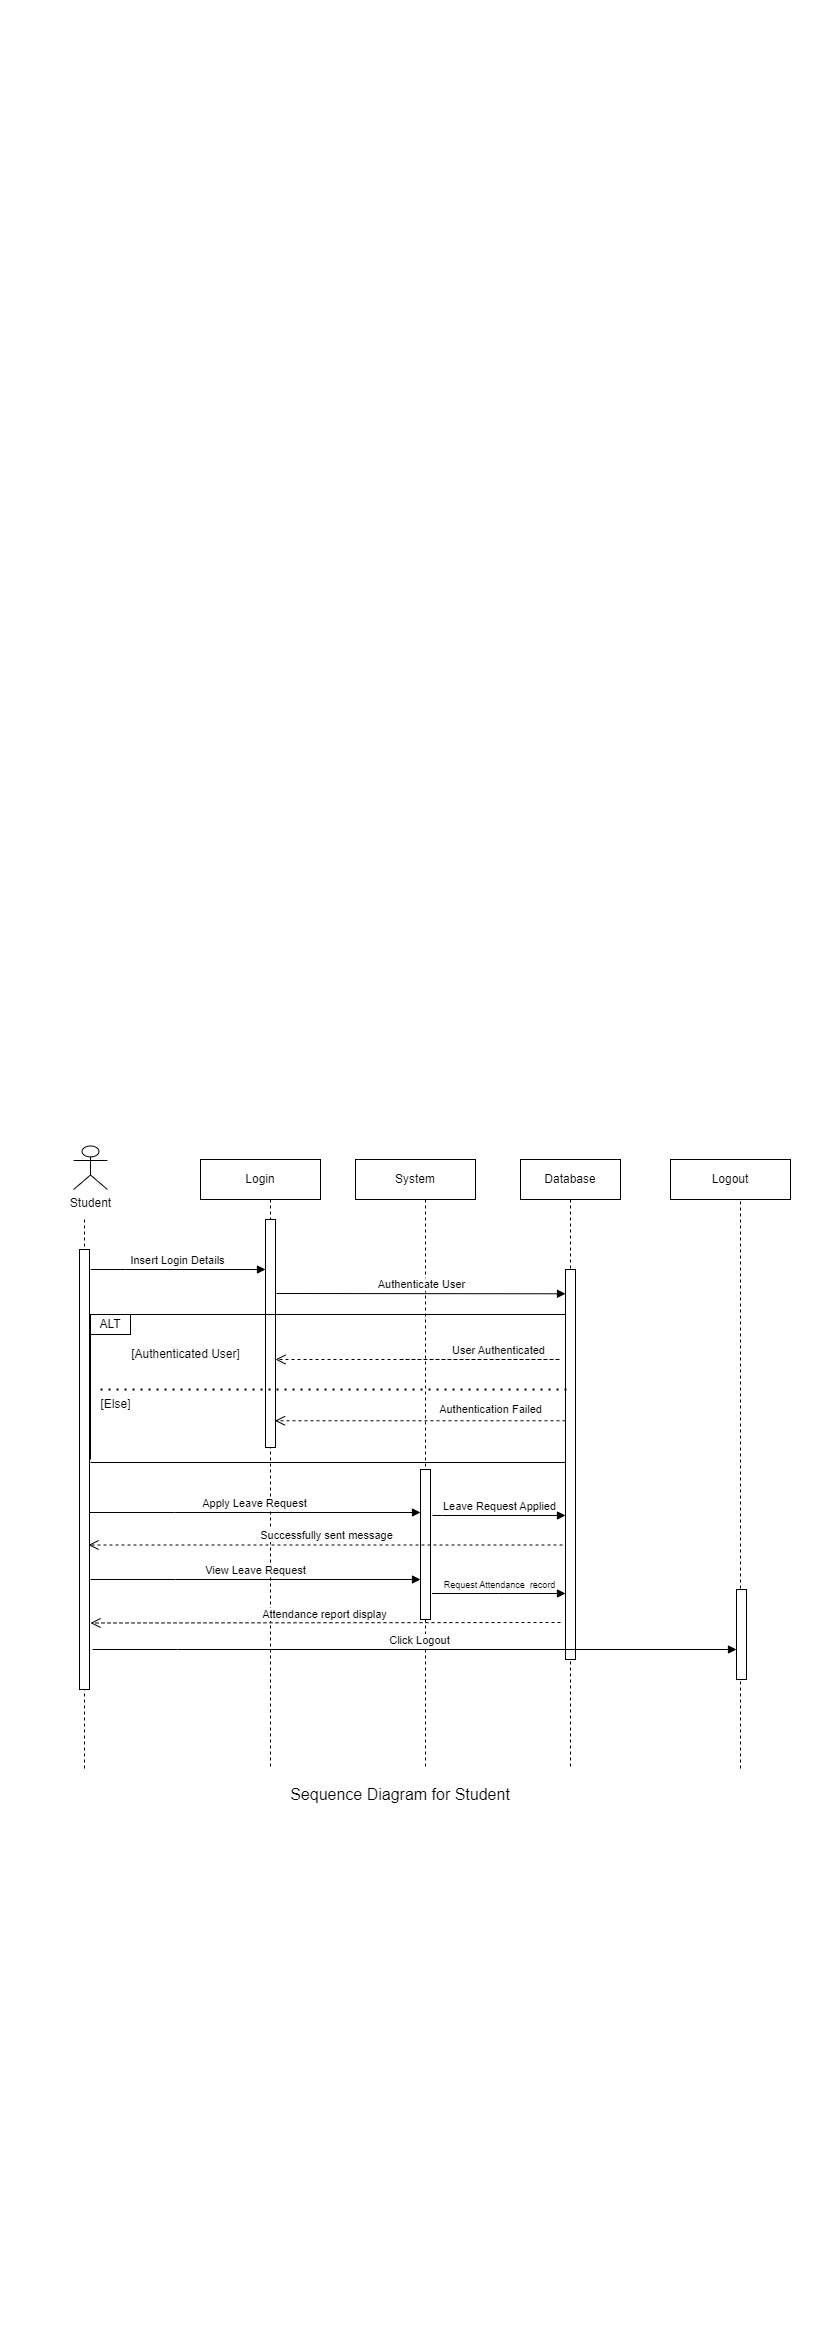 Student
Login
System
Database
Logout
Insert Login Details
Authenticate User
ALT
[Authenticated User]
User Authenticated
[Else]
Authentication Failed
Apply Leave Request
Leave Request Applied
Successfully sent message
View Leave Request
Request Attendance record
Attendance report display
Click Logout
Sequence Diagram for Student